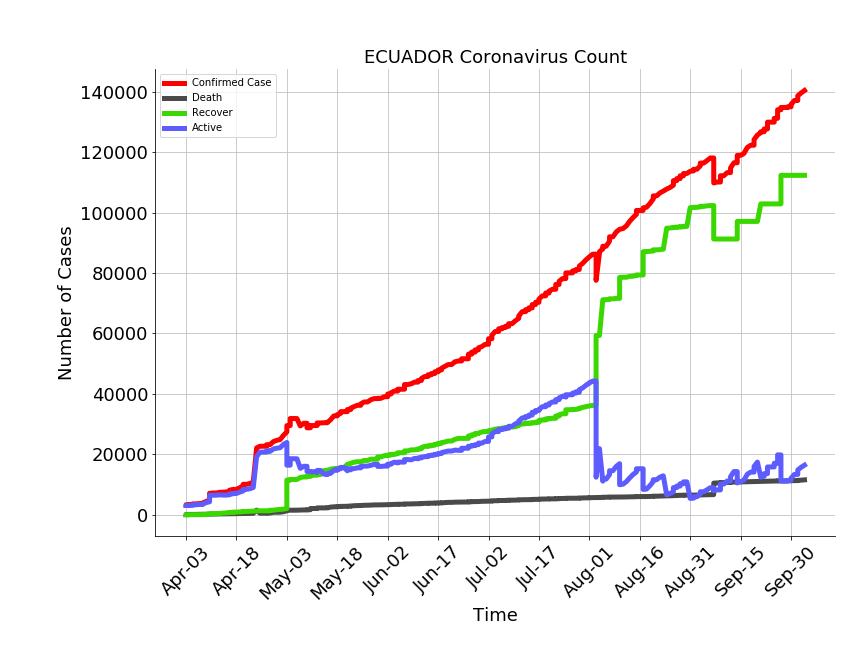 ECUADOR Coronavirus Count
Confirmed Case
Death
Recover
Active
Number of Cases
140000
120000
100000
80000
60000
40000
20000
0
Apr-03
Apr-18
May-03
May-18
Jun-02
Jun-17
Jul-02
Jul-17
Aug-01
Aug-16
Aug-31
Sep-15
Sep-30
Time